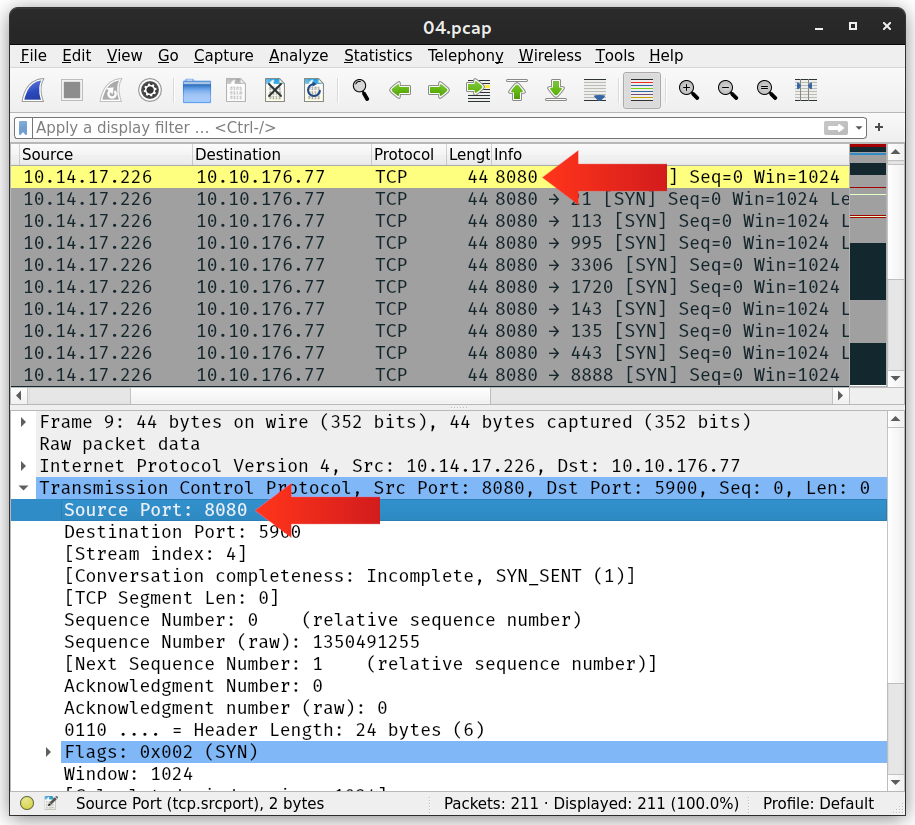 04.pcap
File Edit View Go Capture Analyze Statistics Telephony Wireless Tools Help
Apply a display filter … <Ctrl-/>
Source Destination Protocol Lengt Info
10.14.17.226 10.10.176.77 TCP 44 8080 ] Seq=0 Win=1024
10.14.17.226 10.10.176.77 TCP 44 8080 → 21 [SYN] Seq=0 Win=1024 Le
10.14.17.226 10.10.176.77 TCP 44 8080 → 113 [SYN] Seq=0 Win=1024 L
10.14.17.226 10.10.176.77 TCP 44 8080 → 995 [SYN] Seq=0 Win=1024 L
10.14.17.226 10.10.176.77 TCP 44 8080 → 3306 [SYN] Seq=0 Win=1024
10.14.17.226 10.10.176.77 TCP 44 8080 → 1720 [SYN] Seq=0 Win=1024
10.14.17.226 10.10.176.77 TCP 44 8080 → 143 [SYN] Seq=0 Win=1024 L
10.14.17.226 10.10.176.77 TCP 44 8080 → 135 [SYN] Seq=0 Win=1024 L
10.14.17.226 10.10.176.77 TCP 44 8080 → 443 [SYN] Seq=0 Win=1024 L
10.14.17.226 10.10.176.77 TCP 44 8080 → 8888 [SYN] Seq=0 Win=1024
Frame 9: 44 bytes on wire (352 bits), 44 bytes captured (352 bits)
Raw packet data
Internet Protocol Version 4, Src: 10.14.17.226, Dst: 10.10.176.77
Transmission Control Protocol, Src Port: 8080, Dst Port: 5900, Seq: 0, Len: 0
Source Port: 8080
Destination Port: 5900
[Stream index: 4]
[Conversation completeness: Incomplete, SYN_SENT (1)]
[TCP Segment Len: 0]
Sequence Number: 0 (relative sequence number)
Sequence Number (raw): 1350491255
[Next Sequence Number: 1 (relative sequence number)]
Acknowledgment Number: 0
Acknowledgment number (raw): 0
0110 .... = Header Length: 24 bytes (6)
Flags: 0x002 (SYN)
Window: 1024
Source Port (tcp.srcport), 2 bytes Packets: 211 · Displayed: 211 (100.0%) Profile: Default